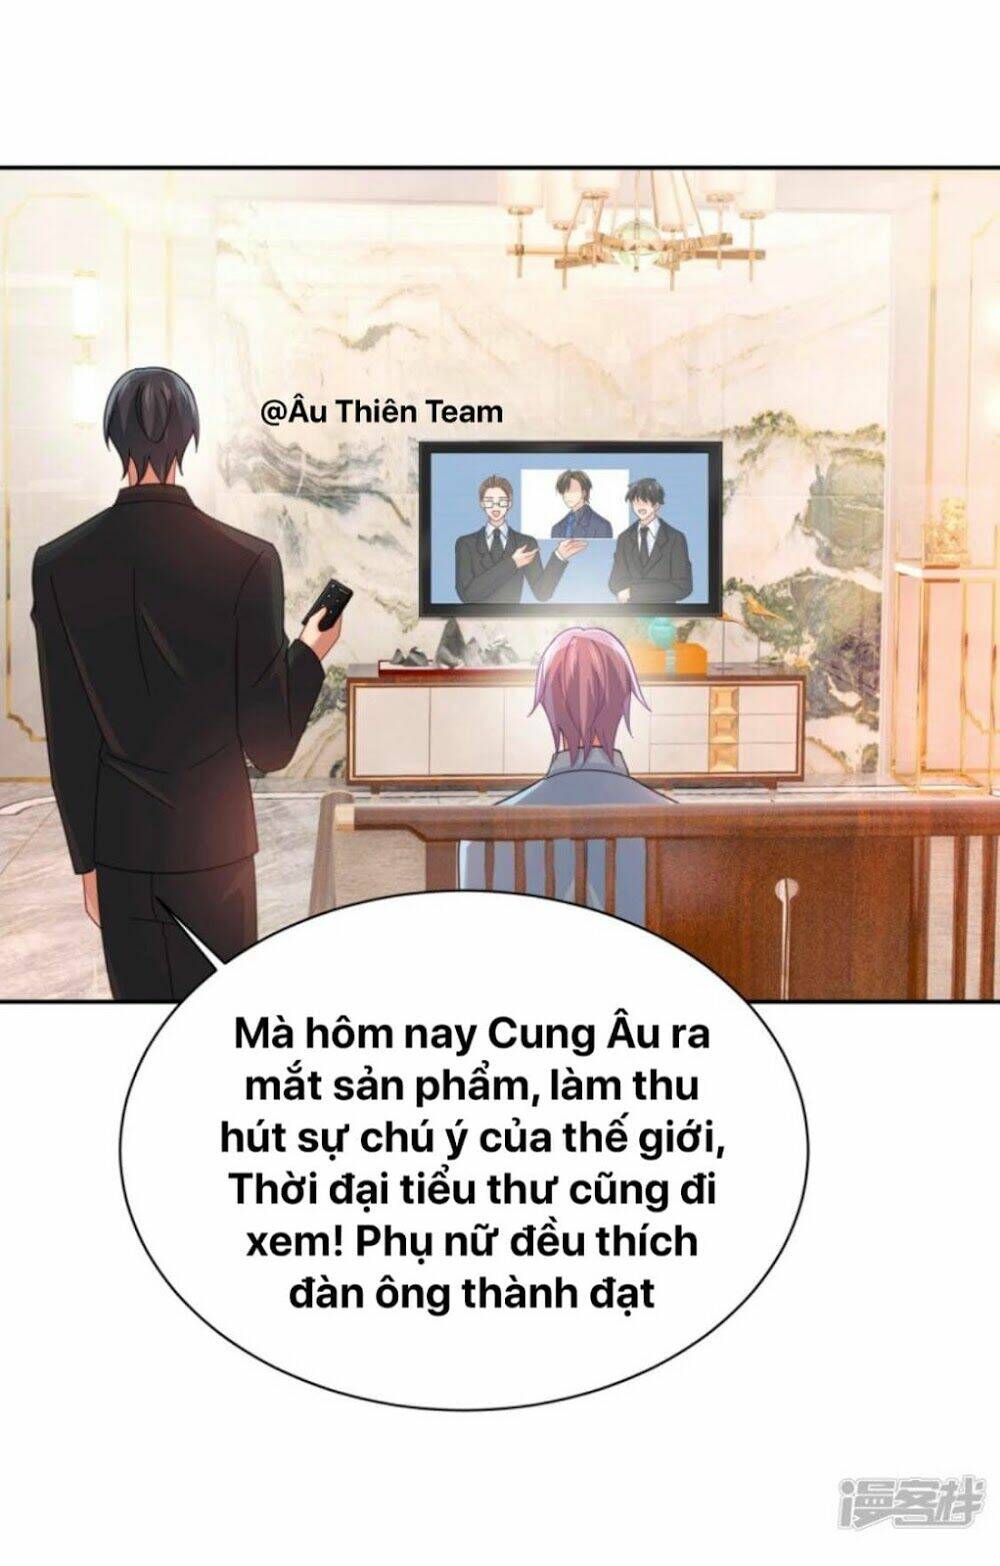 @Âu Thiên Team
Mà hôm nay Cung Âu ra
mắt sản phẩm, làm thu
hút sự chú ý của thế giới,
Thời đại tiểu thư cũng đi
xem! Phụ nữ đều thích
đàn ông thành đạt
漫客栈